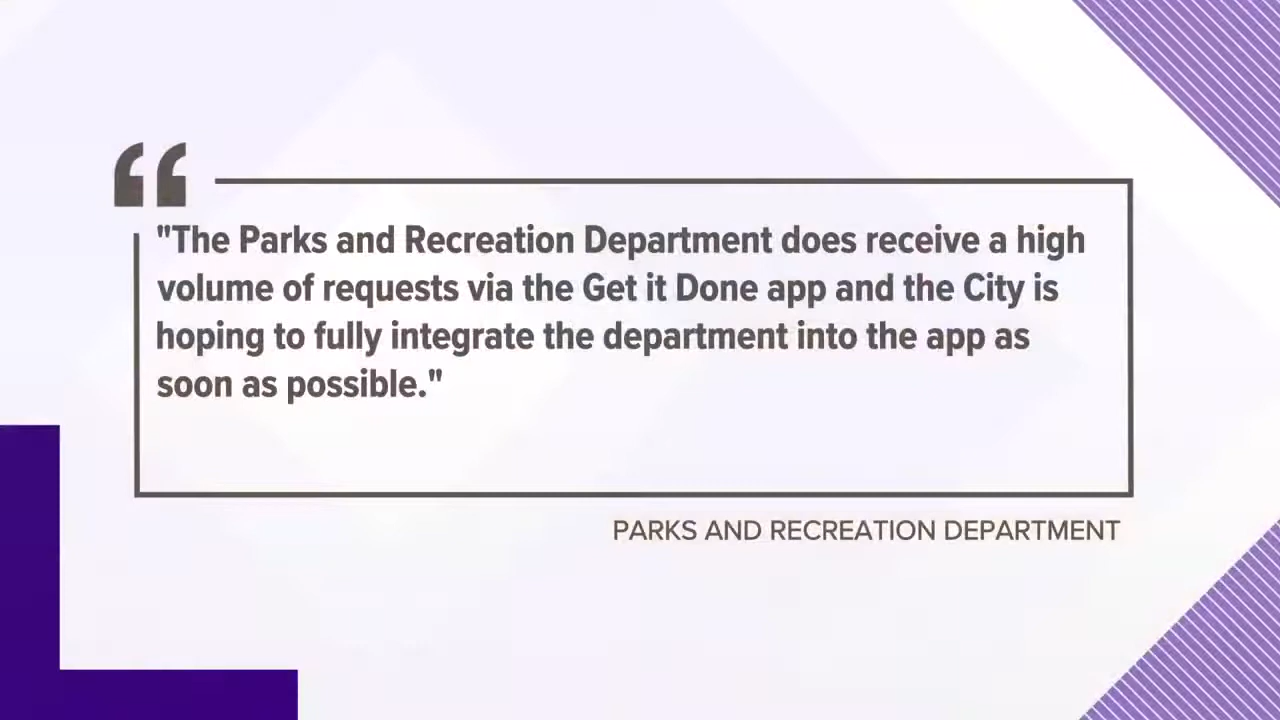 "The Parks and Recreation Department does receive a high
volume of requests via the Get it Done app and the City is
hoping to fully integrate the department into the app as
soon as possible."
PARKS AND RECREATION DEPARTMENT